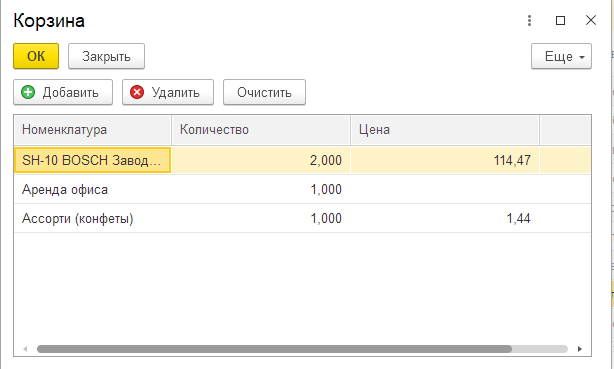 Корзина
ОК Закрыть Еще
Добавить Удалить Очистить
Номенклатура Количество Цена
SH-10 BOSCH Завод... 2,000 114,47
Аренда офиса 1,000
Ассорти (конфеты) 1,000 1,44